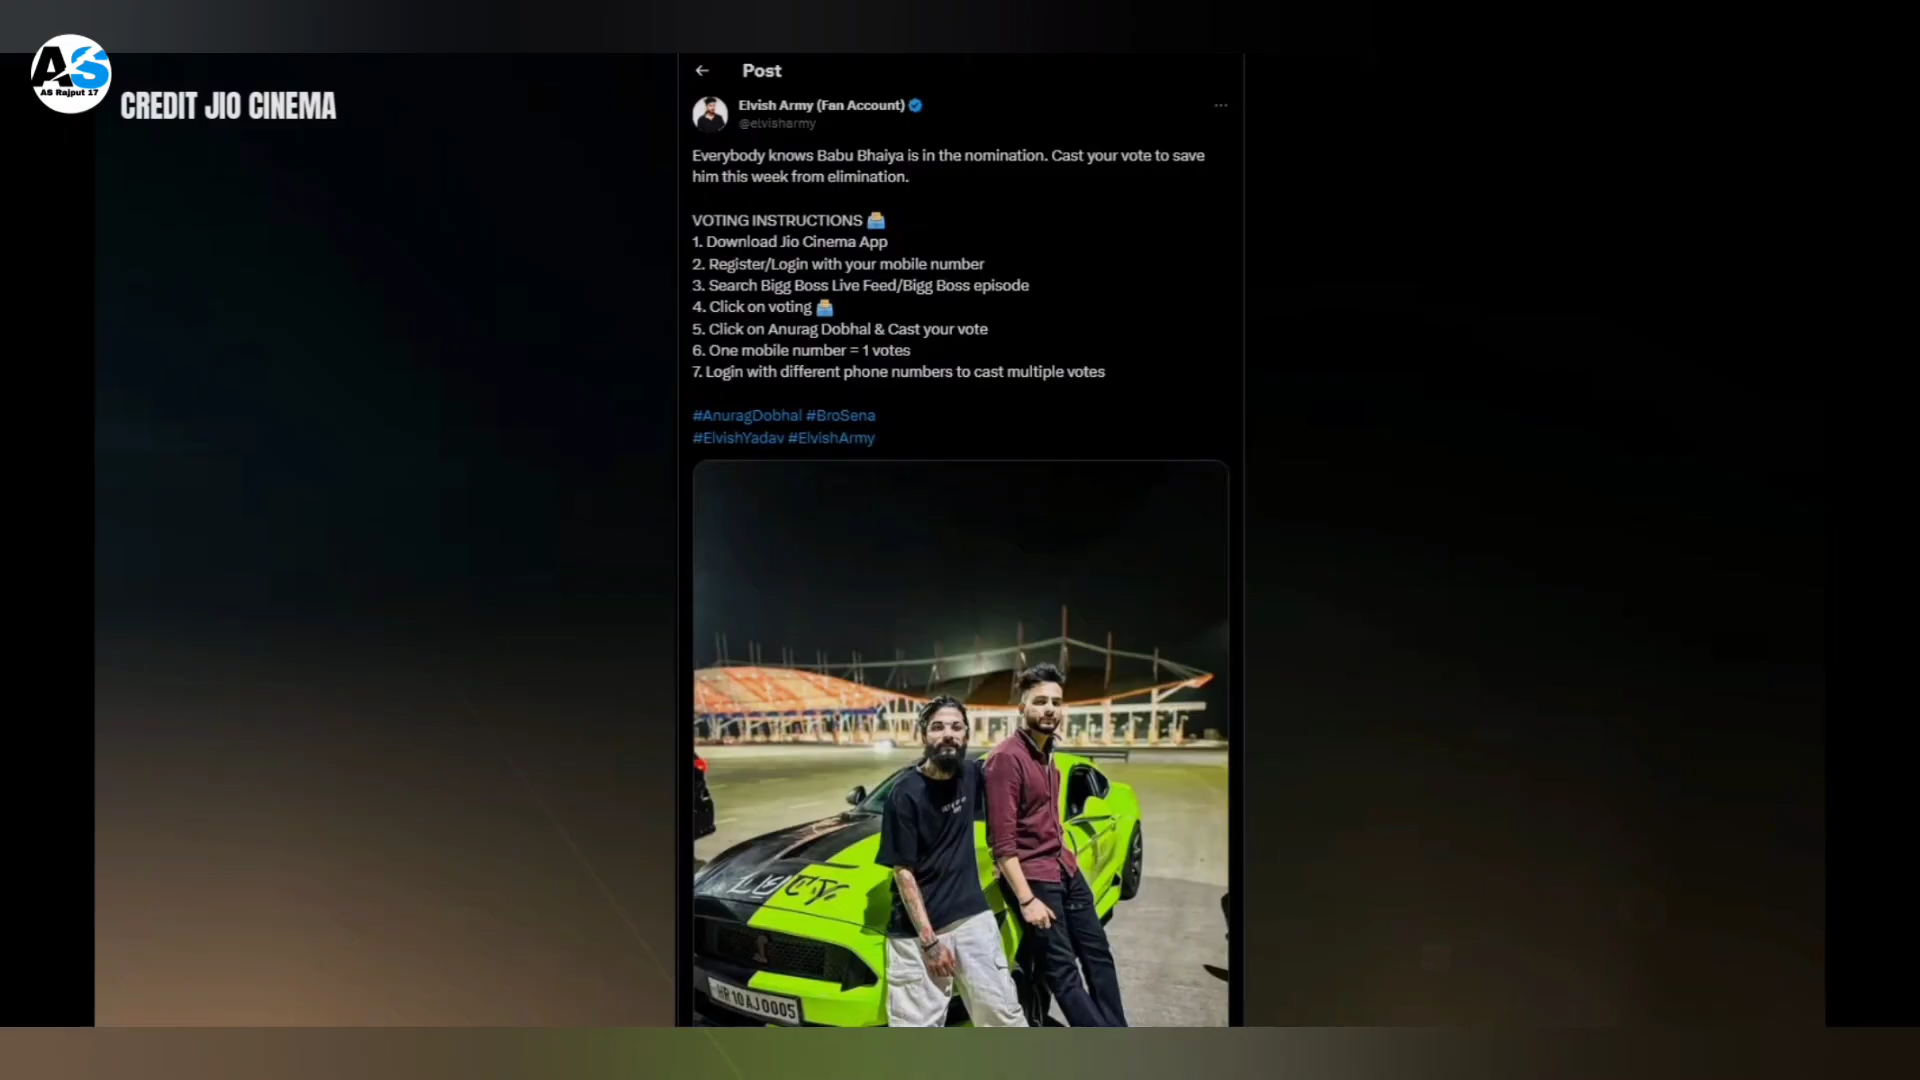 AS
AS Rajput 17
CREDIT JIO CINEMA
Post
Elvish Army (Fan Account)
@elvisharmy
Everybody knows Babu Bhaiya is in the nomination. Cast your vote to save
him this week from elimination.
VOTING INSTRUCTIONS
1. Download Jio Cinema App
2. Register/Login with your mobile number
3. Search Bigg Boss Live Feed/Bigg Boss episode
4. Click on voting
5. Click on Anurag Dobhal & Cast your vote
6. One mobile number = 1 votes
7. Login with different phone numbers to cast multiple votes
#AnuragDobhal #BroSena
#ElvishYadav #ElvishArmy
HR10AJ0005